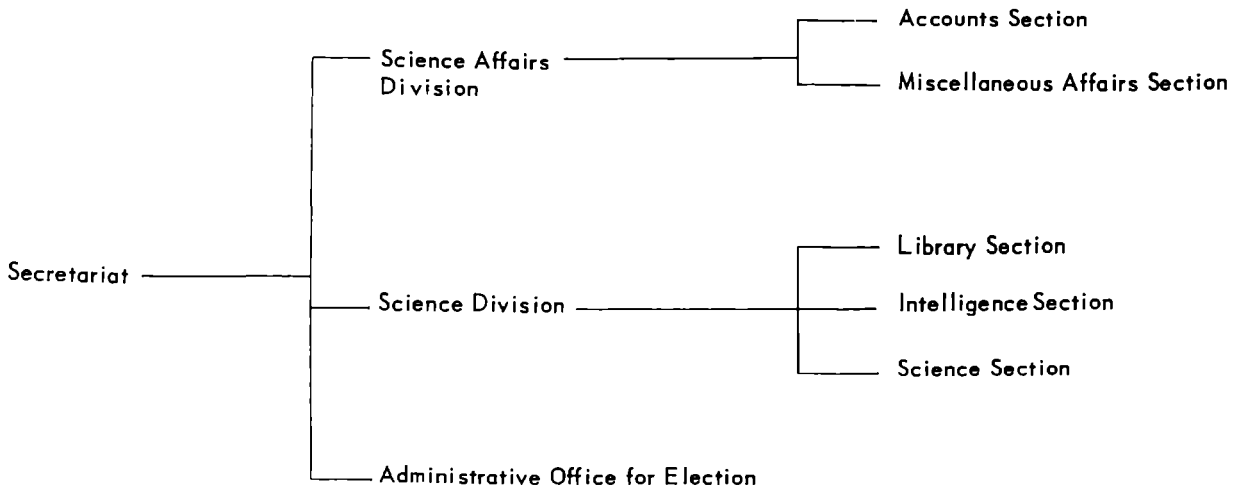 Accounts Section
Science Affairs
Division
Miscellaneous Affairs Section
Library Section
Secretariat
Science Division
Intelligence Section
Science Section
Administrative Office for Election